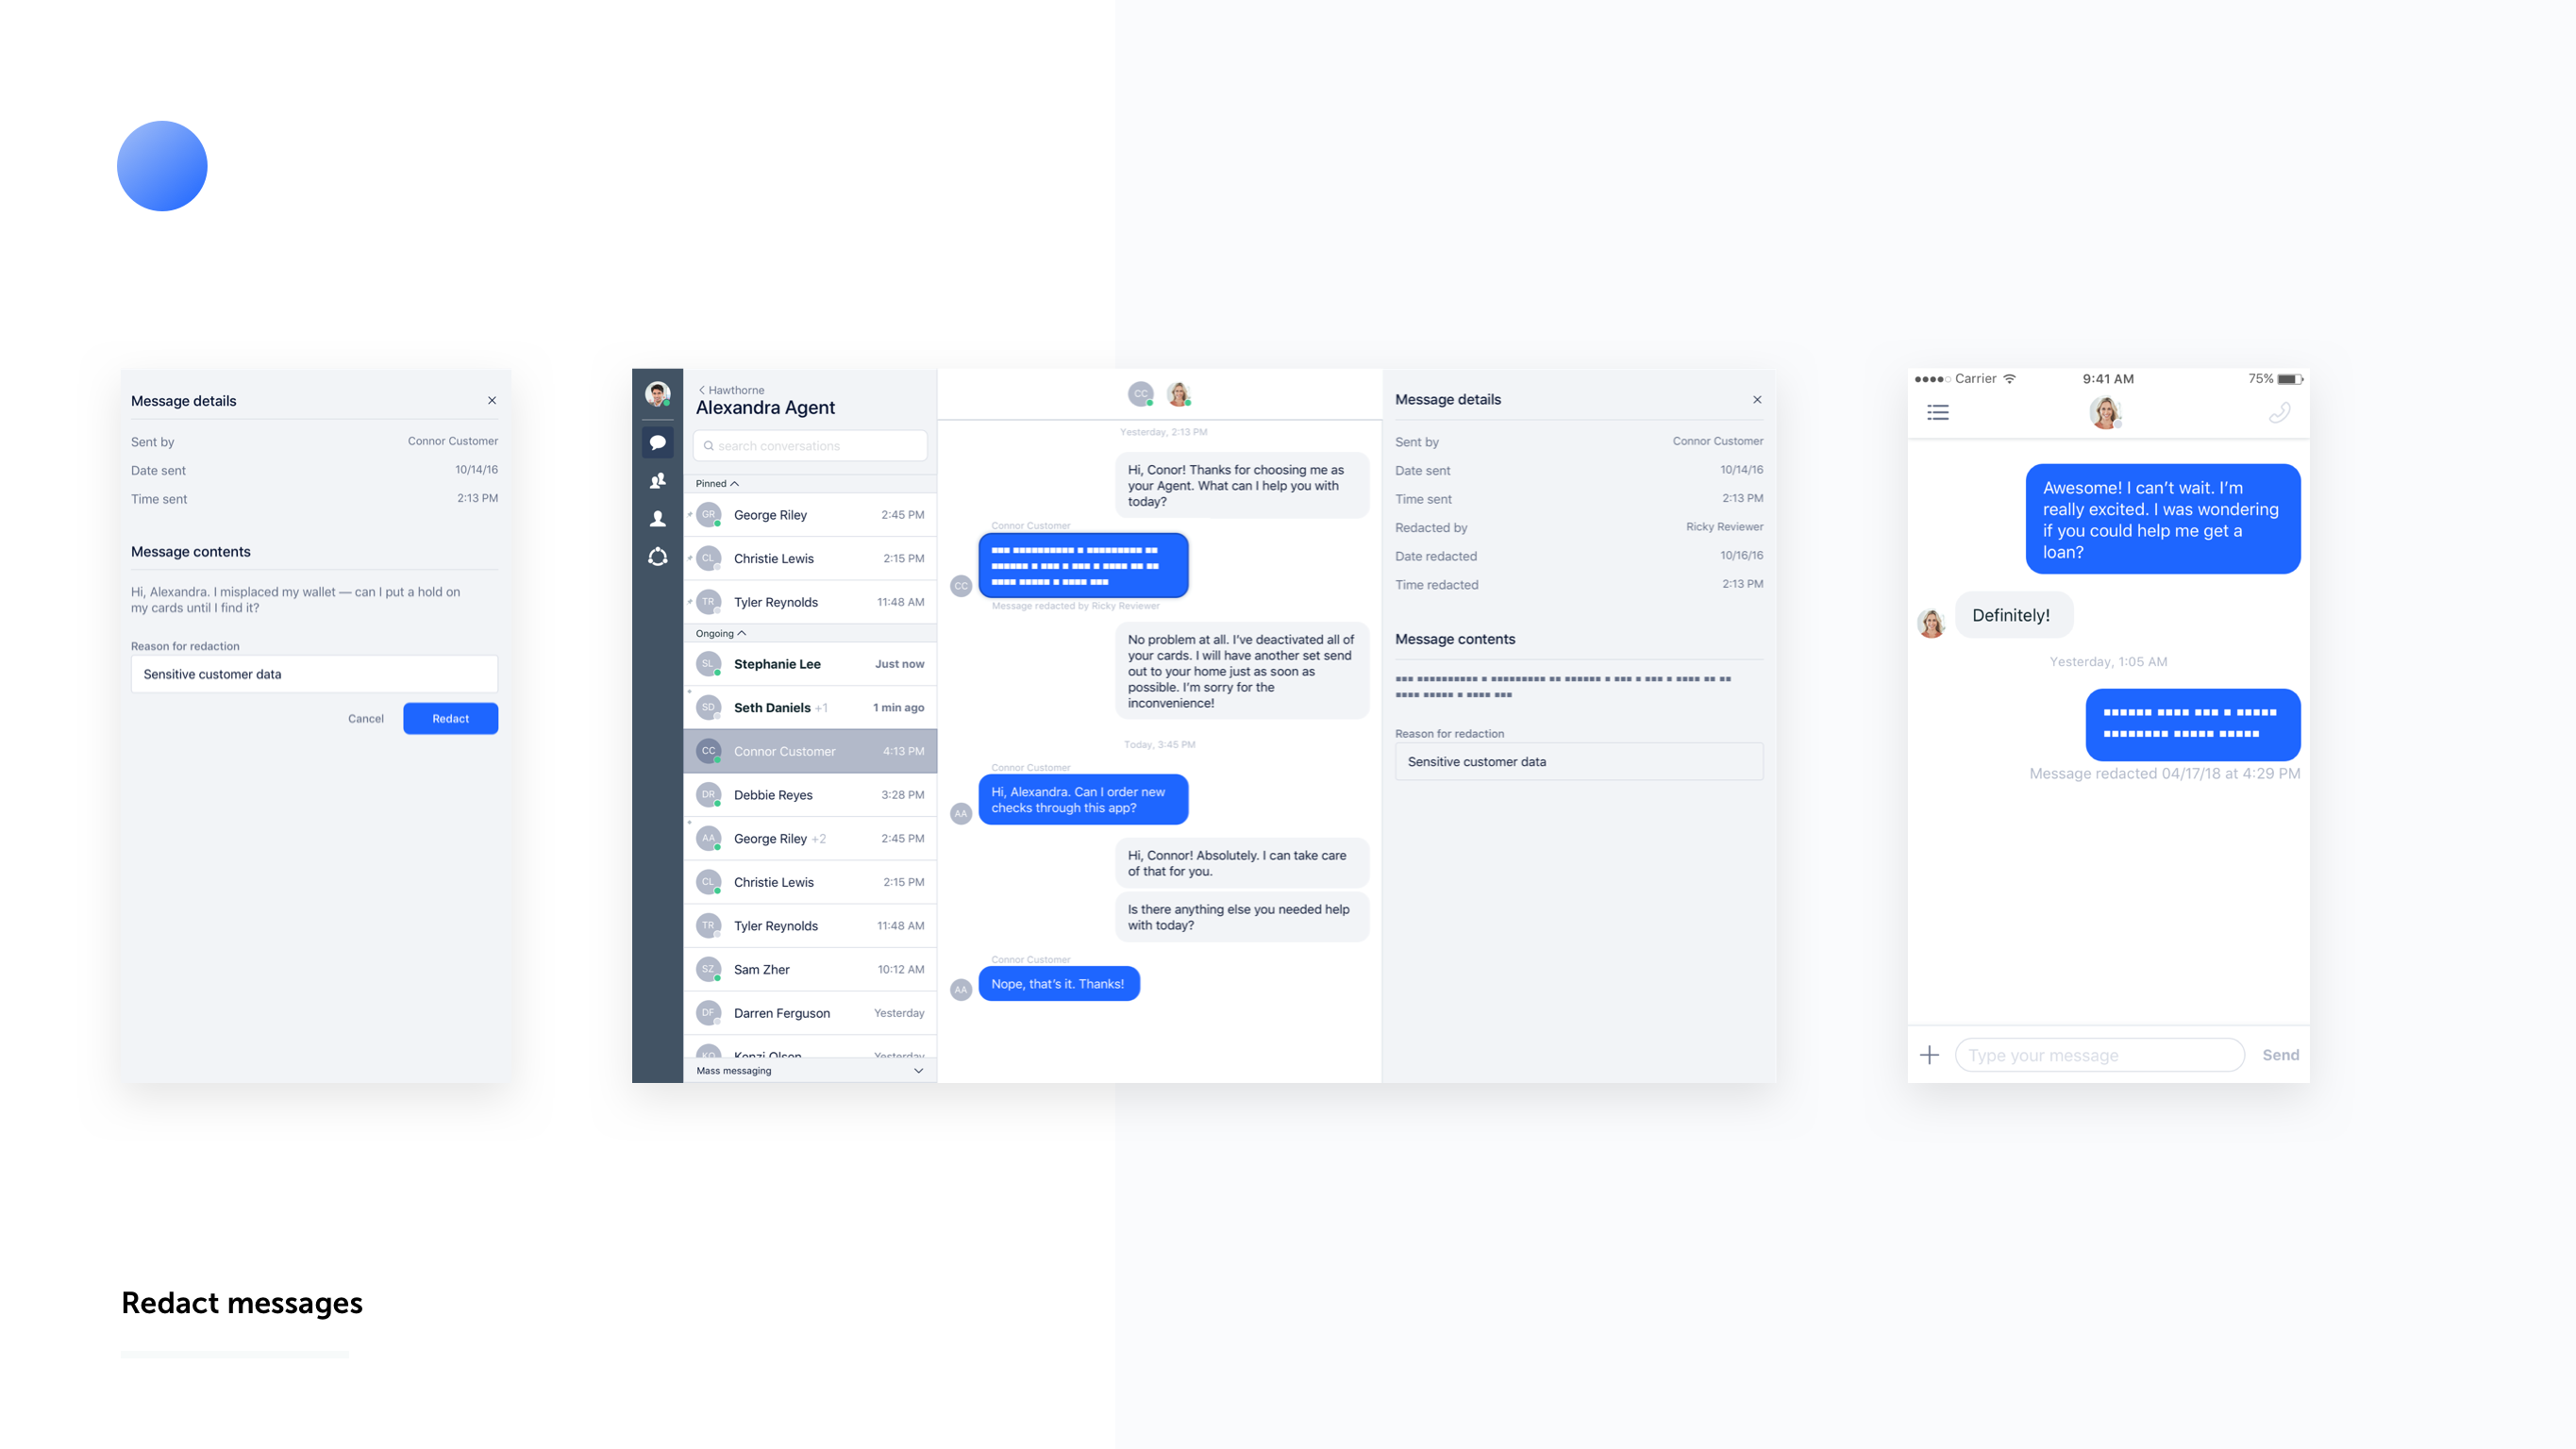 Message details
Sent by Connor Customer
Date sent 10/14/16
Time sent 2:13 PM
Message contents
Hi, Alexandra. I misplaced my wallet — can I put a hold on
my cards until I find it?
Reason for redaction
Sensitive customer data
Cancel Redact
Hawthorne
Alexandra Agent
search conversations
Pinned
GR George Riley 2:45 PM
CL Christie Lewis 2:15 PM
TR Tyler Reynolds 11:48 AM
Ongoing
SL Stephanie Lee Just now
SD Seth Daniels +1 1 min ago
CC Connor Customer 4:13 PM
DR Debbie Reyes 3:28 PM
AA George Riley +2 2:45 PM
CL Christie Lewis 2:15 PM
TR Tyler Reynolds 11:48 AM
SZ Sam Zher 10:12 AM
DF Darren Ferguson Yesterday
KO Kenzi Olson Yesterday
Mass messaging
CC
Yesterday, 2:13 PM
Hi, Conor! Thanks for choosing me as
your Agent. What can I help you with
today?
Connor Customer
CC
Message redacted by Ricky Reviewer
No problem at all. I've deactivated all of
your cards. I will have another set send
out to your home just as soon as
possible. I'm sorry for the
inconvenience!
Today, 3:45 PM
Connor Customer
Hi, Alexandra. Can I order new
checks through this app?
AA
Hi, Connor! Absolutely. I can take care
of that for you.
Is there anything else you needed help
with today?
Connor Customer
AA Nope, that's it. Thanks!
Message details
Sent by Connor Customer
Date sent 10/14/16
Time sent 2:13 PM
Redacted by Ricky Reviewer
Date redacted 10/16/16
Time redacted 2:13 PM
Message contents
Reason for redaction
Sensitive customer data
Carrier 9:41 AM 75%
Awesome! I can't wait. I'm
really excited. I was wondering
if you could help me get a
loan?
Definitely!
Yesterday, 1:05 AM
Message redacted 04/17/18 at 4:29 PM
Type your message Send
Redact messages